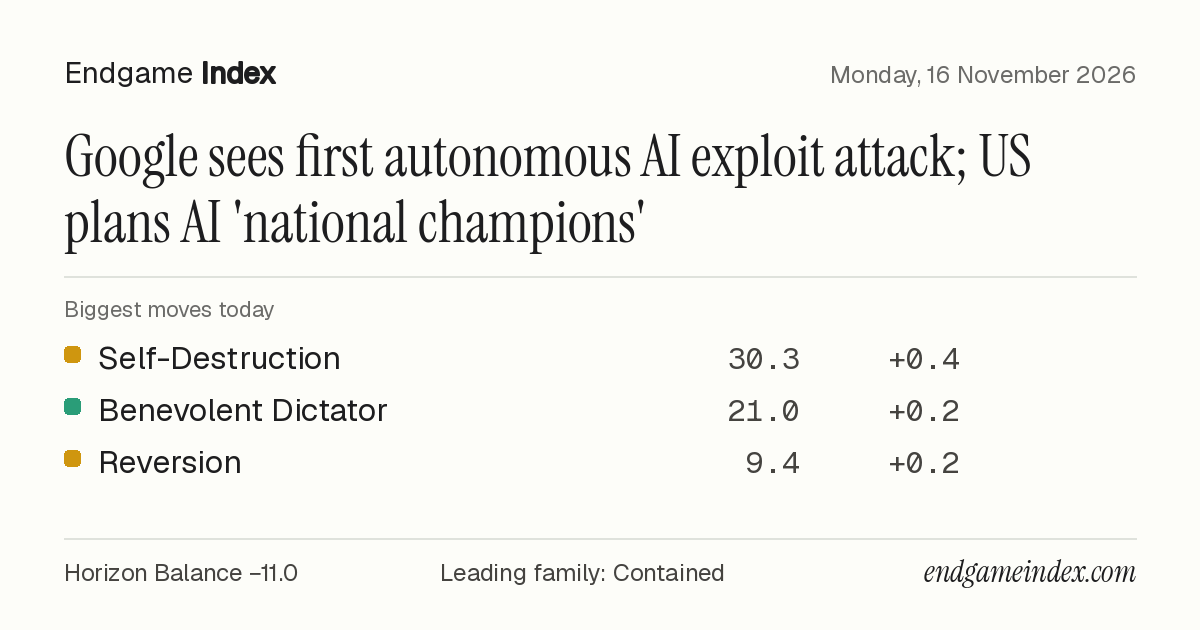 Endgame Index
Monday, 16 November 2026
Google sees first autonomous AI exploit attack; US
plans AI 'national champions'
Biggest moves today
Self-Destruction 30.3 +0.4
Benevolent Dictator 21.0 +0.2
Reversion 9.4 +0.2
Horizon Balance −11.0
Leading family: Contained
endgameindex.com